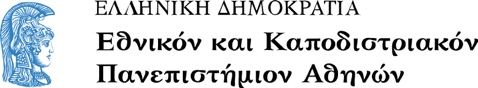 ΕΛΛΗΝΙΚΗ ΔΗΜΟΚΡΑΤΙΑ
Εθνικόν και Καποδιστριακόν
Πανεπιστήμιον Αθηνών